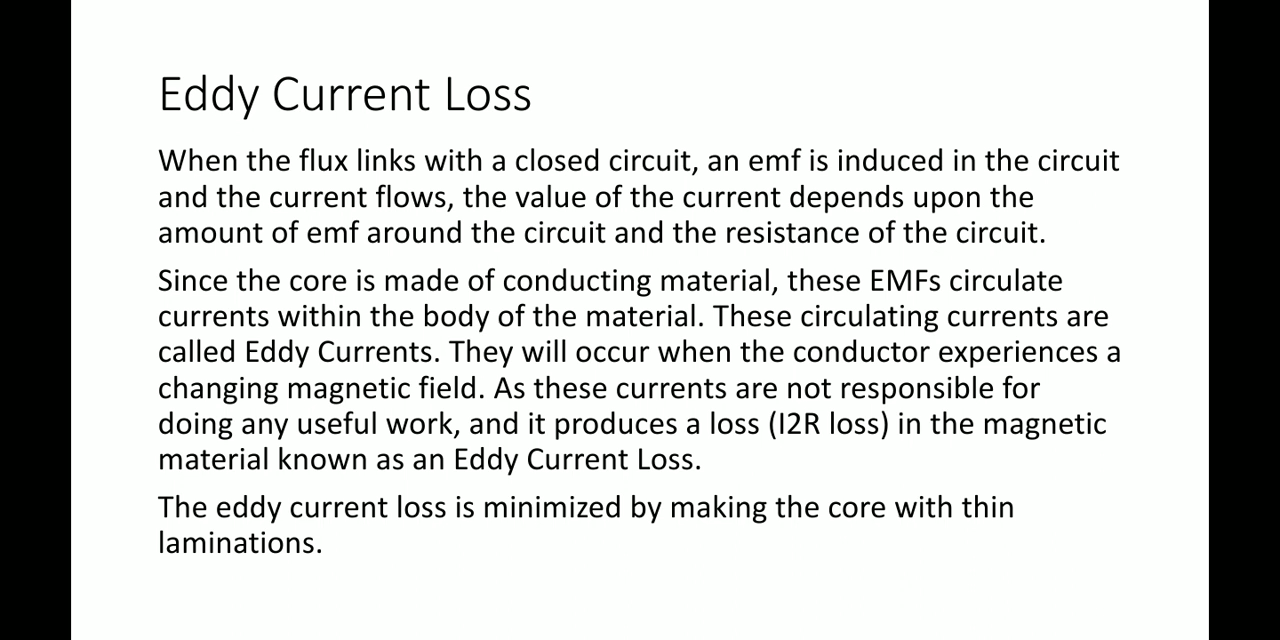 Eddy Current Loss
When the flux links with a closed circuit, an emf is induced in the circuit
and the current flows, the value of the current depends upon the
amount of emf around the circuit and the resistance of the circuit.
Since the core is made of conducting material, these EMFs circulate
currents within the body of the material. These circulating currents are
called Eddy Currents. They will occur when the conductor experiences a
changing magnetic field. As these currents are not responsible for
doing any useful work, and it produces a loss (I2R loss) in the magnetic
material known as an Eddy Current Loss.
The eddy current loss is minimized by making the core with thin
laminations.